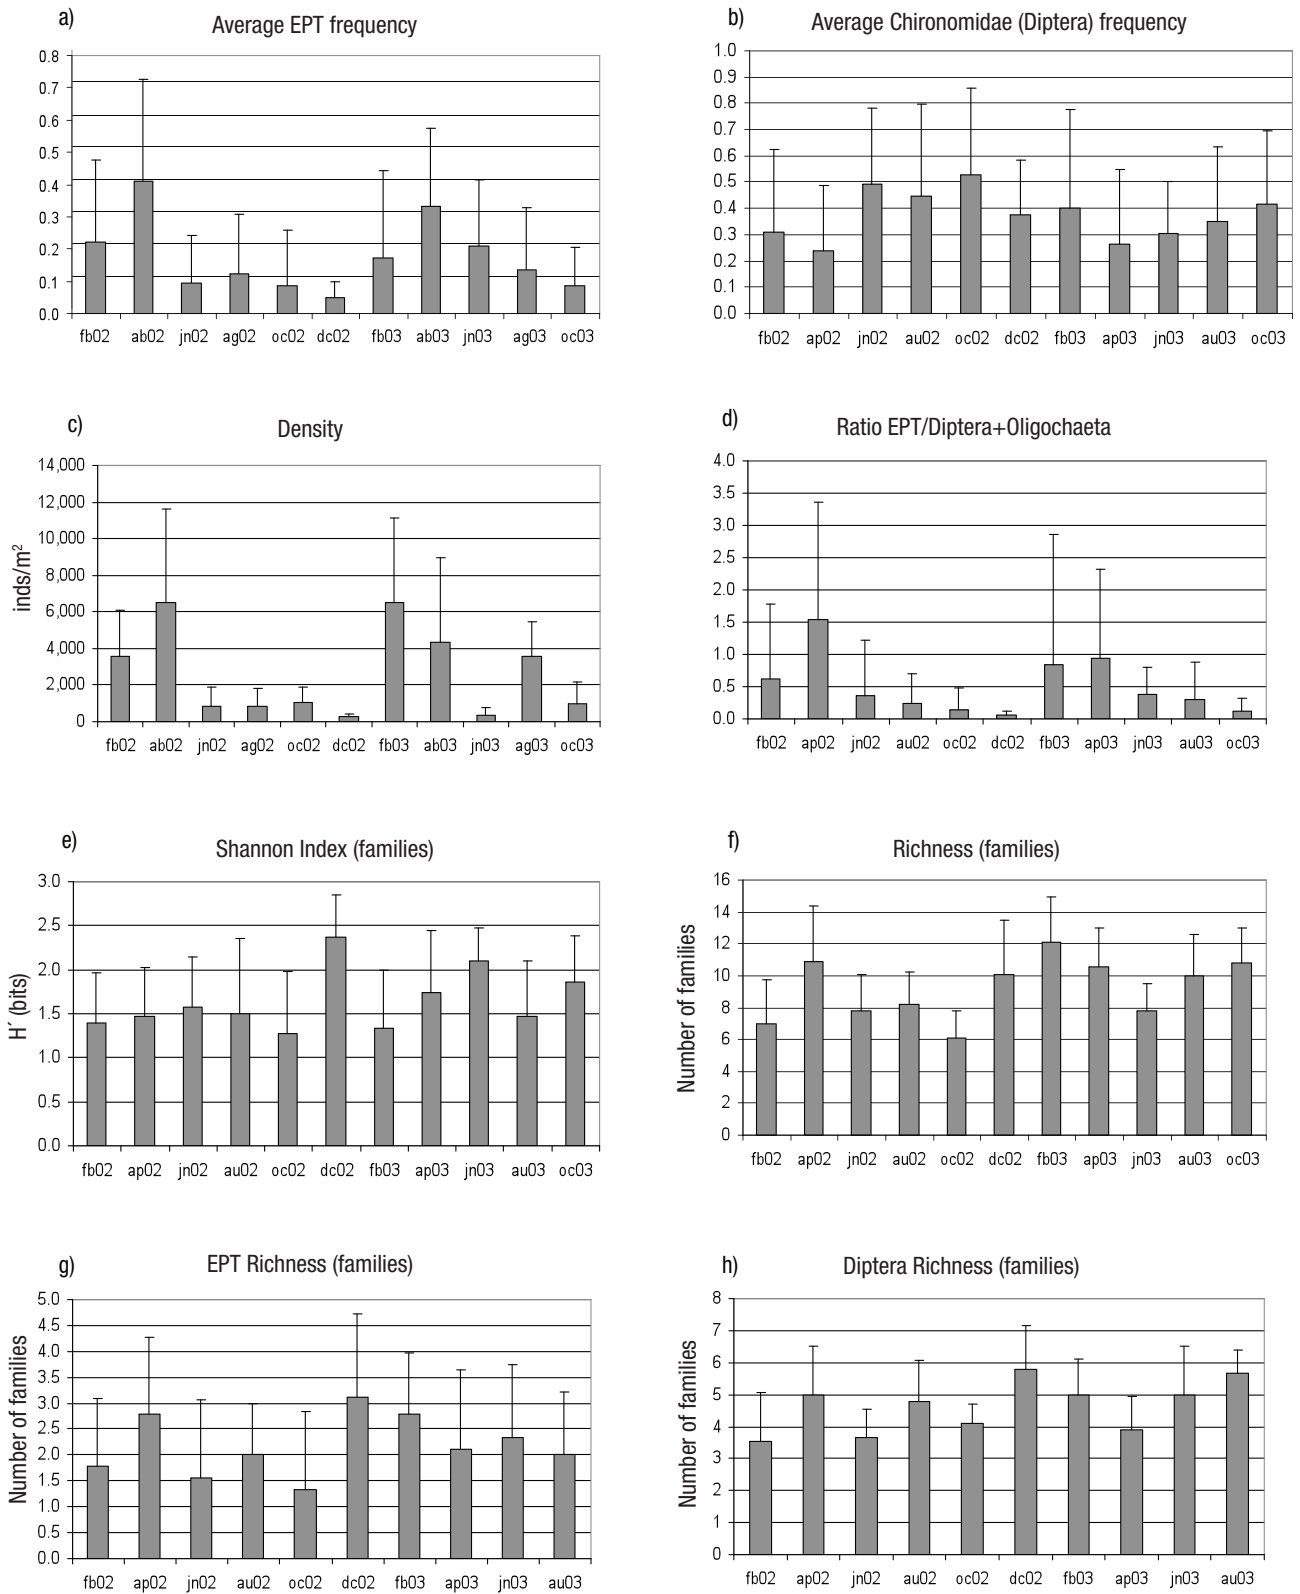 a)
Average EPT frequency
0.8
0.7
0.6
0.5
0.4
0.3
0.2
0.1
0.0
fb02 ab02 jn02 ag02 oc02 dc02 fb03 ab03 jn03 ag03 oc03
b)
Average Chironomidae (Diptera) frequency
1.0
0.9
0.8
0.7
0.6
0.5
0.4
0.3
0.2
0.1
0.0
fb02 ap02 jn02 au02 oc02 dc02 fb03 ap03 jn03 au03 oc03
c)
Density
inds/m²
14,000
12,000
10,000
8,000
6,000
4,000
2,000
0
fb02 ab02 jn02 ag02 oc02 dc02 fb03 ab03 jn03 ag03 oc03
d)
Ratio EPT/Diptera+Oligochaeta
4.0
3.5
3.0
2.5
2.0
1.5
1.0
0.5
0.0
fb02 ap02 jn02 au02 oc02 dc02 fb03 ap03 jn03 au03 oc03
e)
Shannon Index (families)
H´ (bits)
3.0
2.5
2.0
1.5
1.0
0.5
0.0
fb02 ap02 jn02 au02 oc02 dc02 fb03 ap03 jn03 au03 oc03
f)
Richness (families)
Number of families
16
14
12
10
8
6
4
2
0
fb02 ap02 jn02 au02 oc02 dc02 fb03 ap03 jn03 au03 oc03
g)
EPT Richness (families)
Number of families
5.0
4.5
4.0
3.5
3.0
2.5
2.0
1.5
1.0
0.5
0.0
fb02 ap02 jn02 au02 oc02 dc02 fb03 ap03 jn03 au03
h)
Diptera Richness (families)
Number of families
8
7
6
5
4
3
2
1
0
fb02 ap02 jn02 au02 oc02 dc02 fb03 ap03 jn03 au03